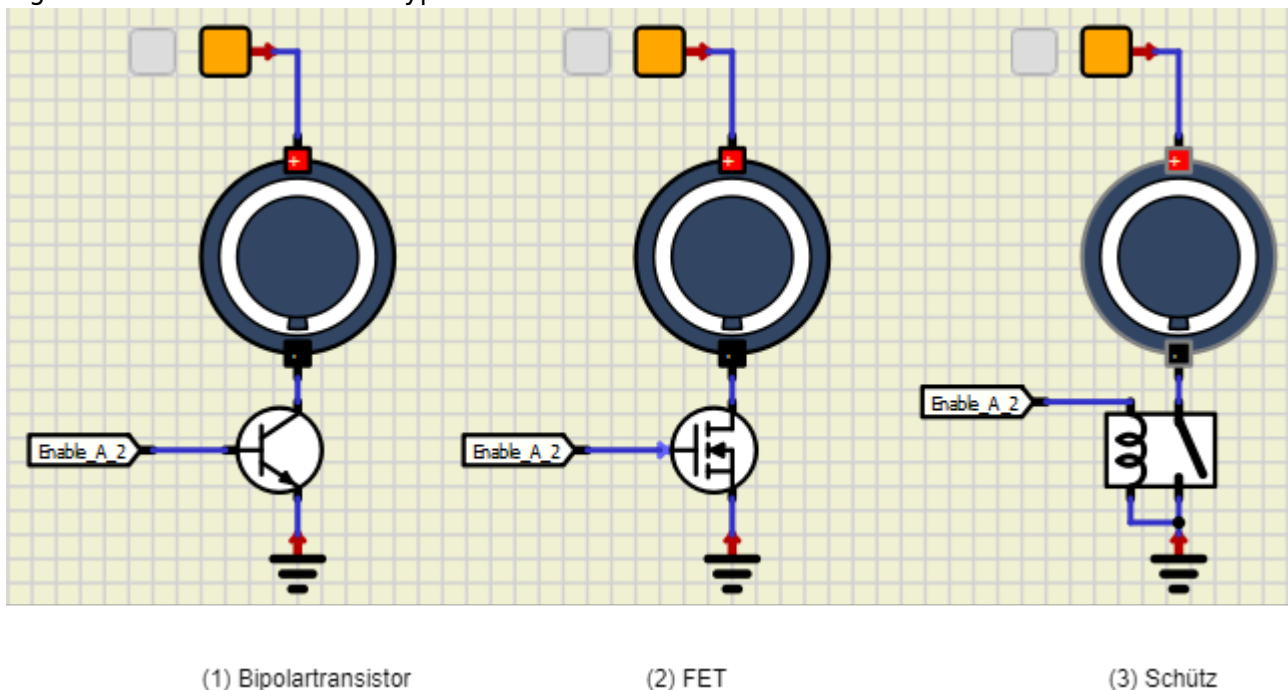 +
+
+
Enable_A_2
Enable_A_2
Enable_A_2
(1) Bipolartransistor
(2) FET
(3) Schütz